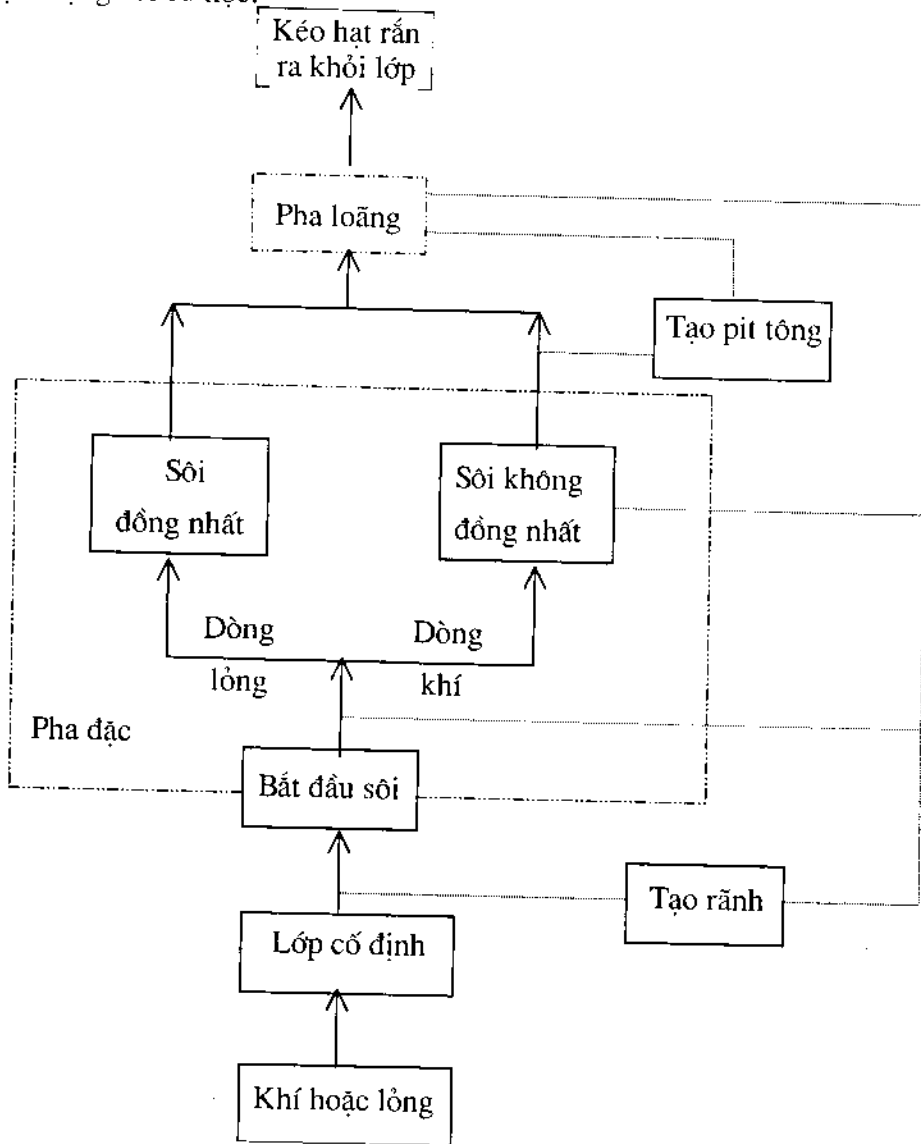 Kéo hạt rắn
ra khỏi lớp
Pha loãng
Tạo pit tông
Sôi
đồng nhất
Sôi không
đồng nhất
Dòng
lỏng
Dòng
khí
Pha đặc
Bắt đầu sôi
Tạo rãnh
Lớp cố định
Khí hoặc lỏng